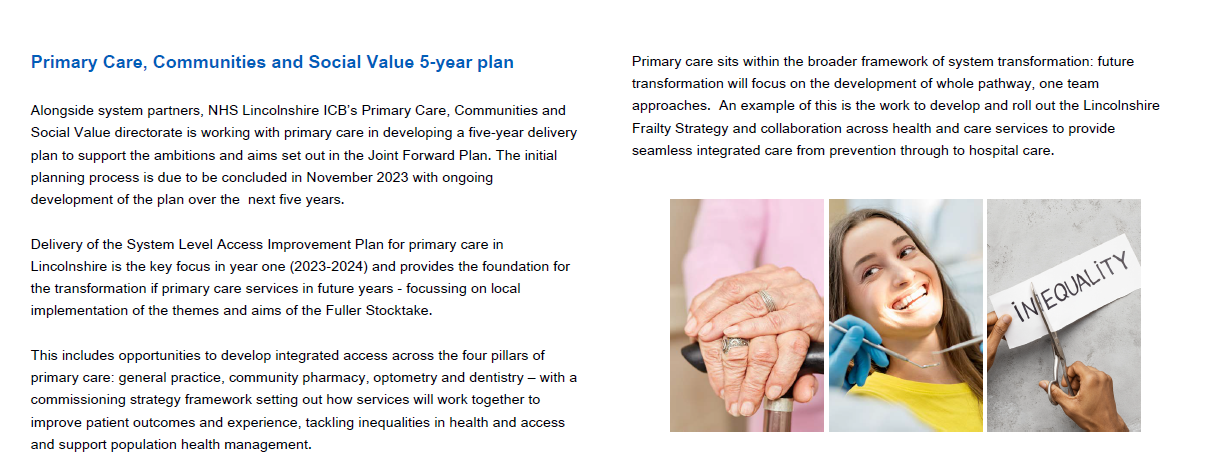 Primary Care, Communities and Social Value 5-year plan
Alongside system partners, NHS Lincolnshire ICB's Primary Care, Communities and
Social Value directorate is working with primary care in developing a five-year delivery
plan to support the ambitions and aims set out in the Joint Forward Plan. The initial
planning process is due to be concluded in November 2023 with ongoing
development of the plan over the  next five years.
Delivery of the System Level Access Improvement Plan for primary care in
Lincolnshire is the key focus in year one (2023-2024) and provides the foundation for
the transformation if primary care services in future years - focussing on local
implementation of the themes and aims of the Fuller Stocktake.
This includes opportunities to develop integrated access across the four pillars of
primary care: general practice, community pharmacy, optometry and dentistry – with a
commissioning strategy framework setting out how services will work together to
improve patient outcomes and experience, tackling inequalities in health and access
and support population health management.
Primary care sits within the broader framework of system transformation: future
transformation will focus on the development of whole pathway, one team
approaches.  An example of this is the work to develop and roll out the Lincolnshire
Frailty Strategy and collaboration across health and care services to provide
seamless integrated care from prevention through to hospital care.
INEQUALITY